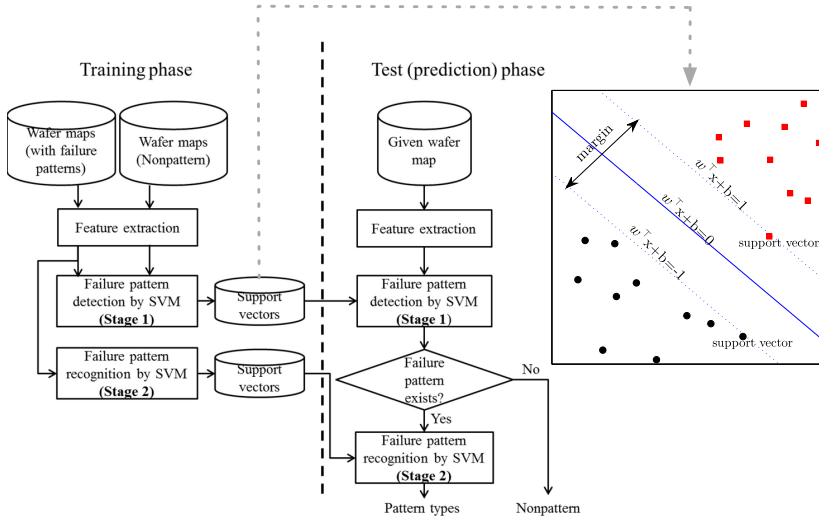 Training phase
Test (prediction) phase
Wafer maps
(with failure
patterns)
Wafer maps
(Nonpattern)
Feature extraction
Failure pattern
detection by SVM
(Stage 1)
Support
vectors
Failure pattern
recognition by SVM
(Stage 2)
Support
vectors
Given wafer
map
Feature extraction
Failure pattern
detection by SVM
(Stage 1)
Failure
pattern
exists?
No
Yes
Failure pattern
recognition by SVM
(Stage 2)
Pattern types
Nonpattern
margin
w⊤x+b=1
w⊤x+b=0
w⊤x+b=-1
support vector
support vector